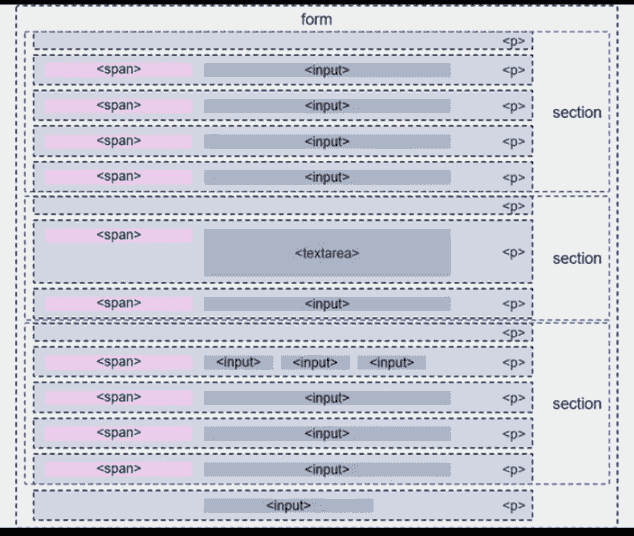 form
<p>
<span> <input> <p>
<span> <input> <p>
section
<span> <input> <p>
<span> <input> <p>
<p>
<span> <textarea> <p>
section
<span> <input> <p>
<p>
<span> <input> <input> <input> <p>
<span> <input> <p>
section
<span> <input> <p>
<span> <input> <p>
<input> <p>